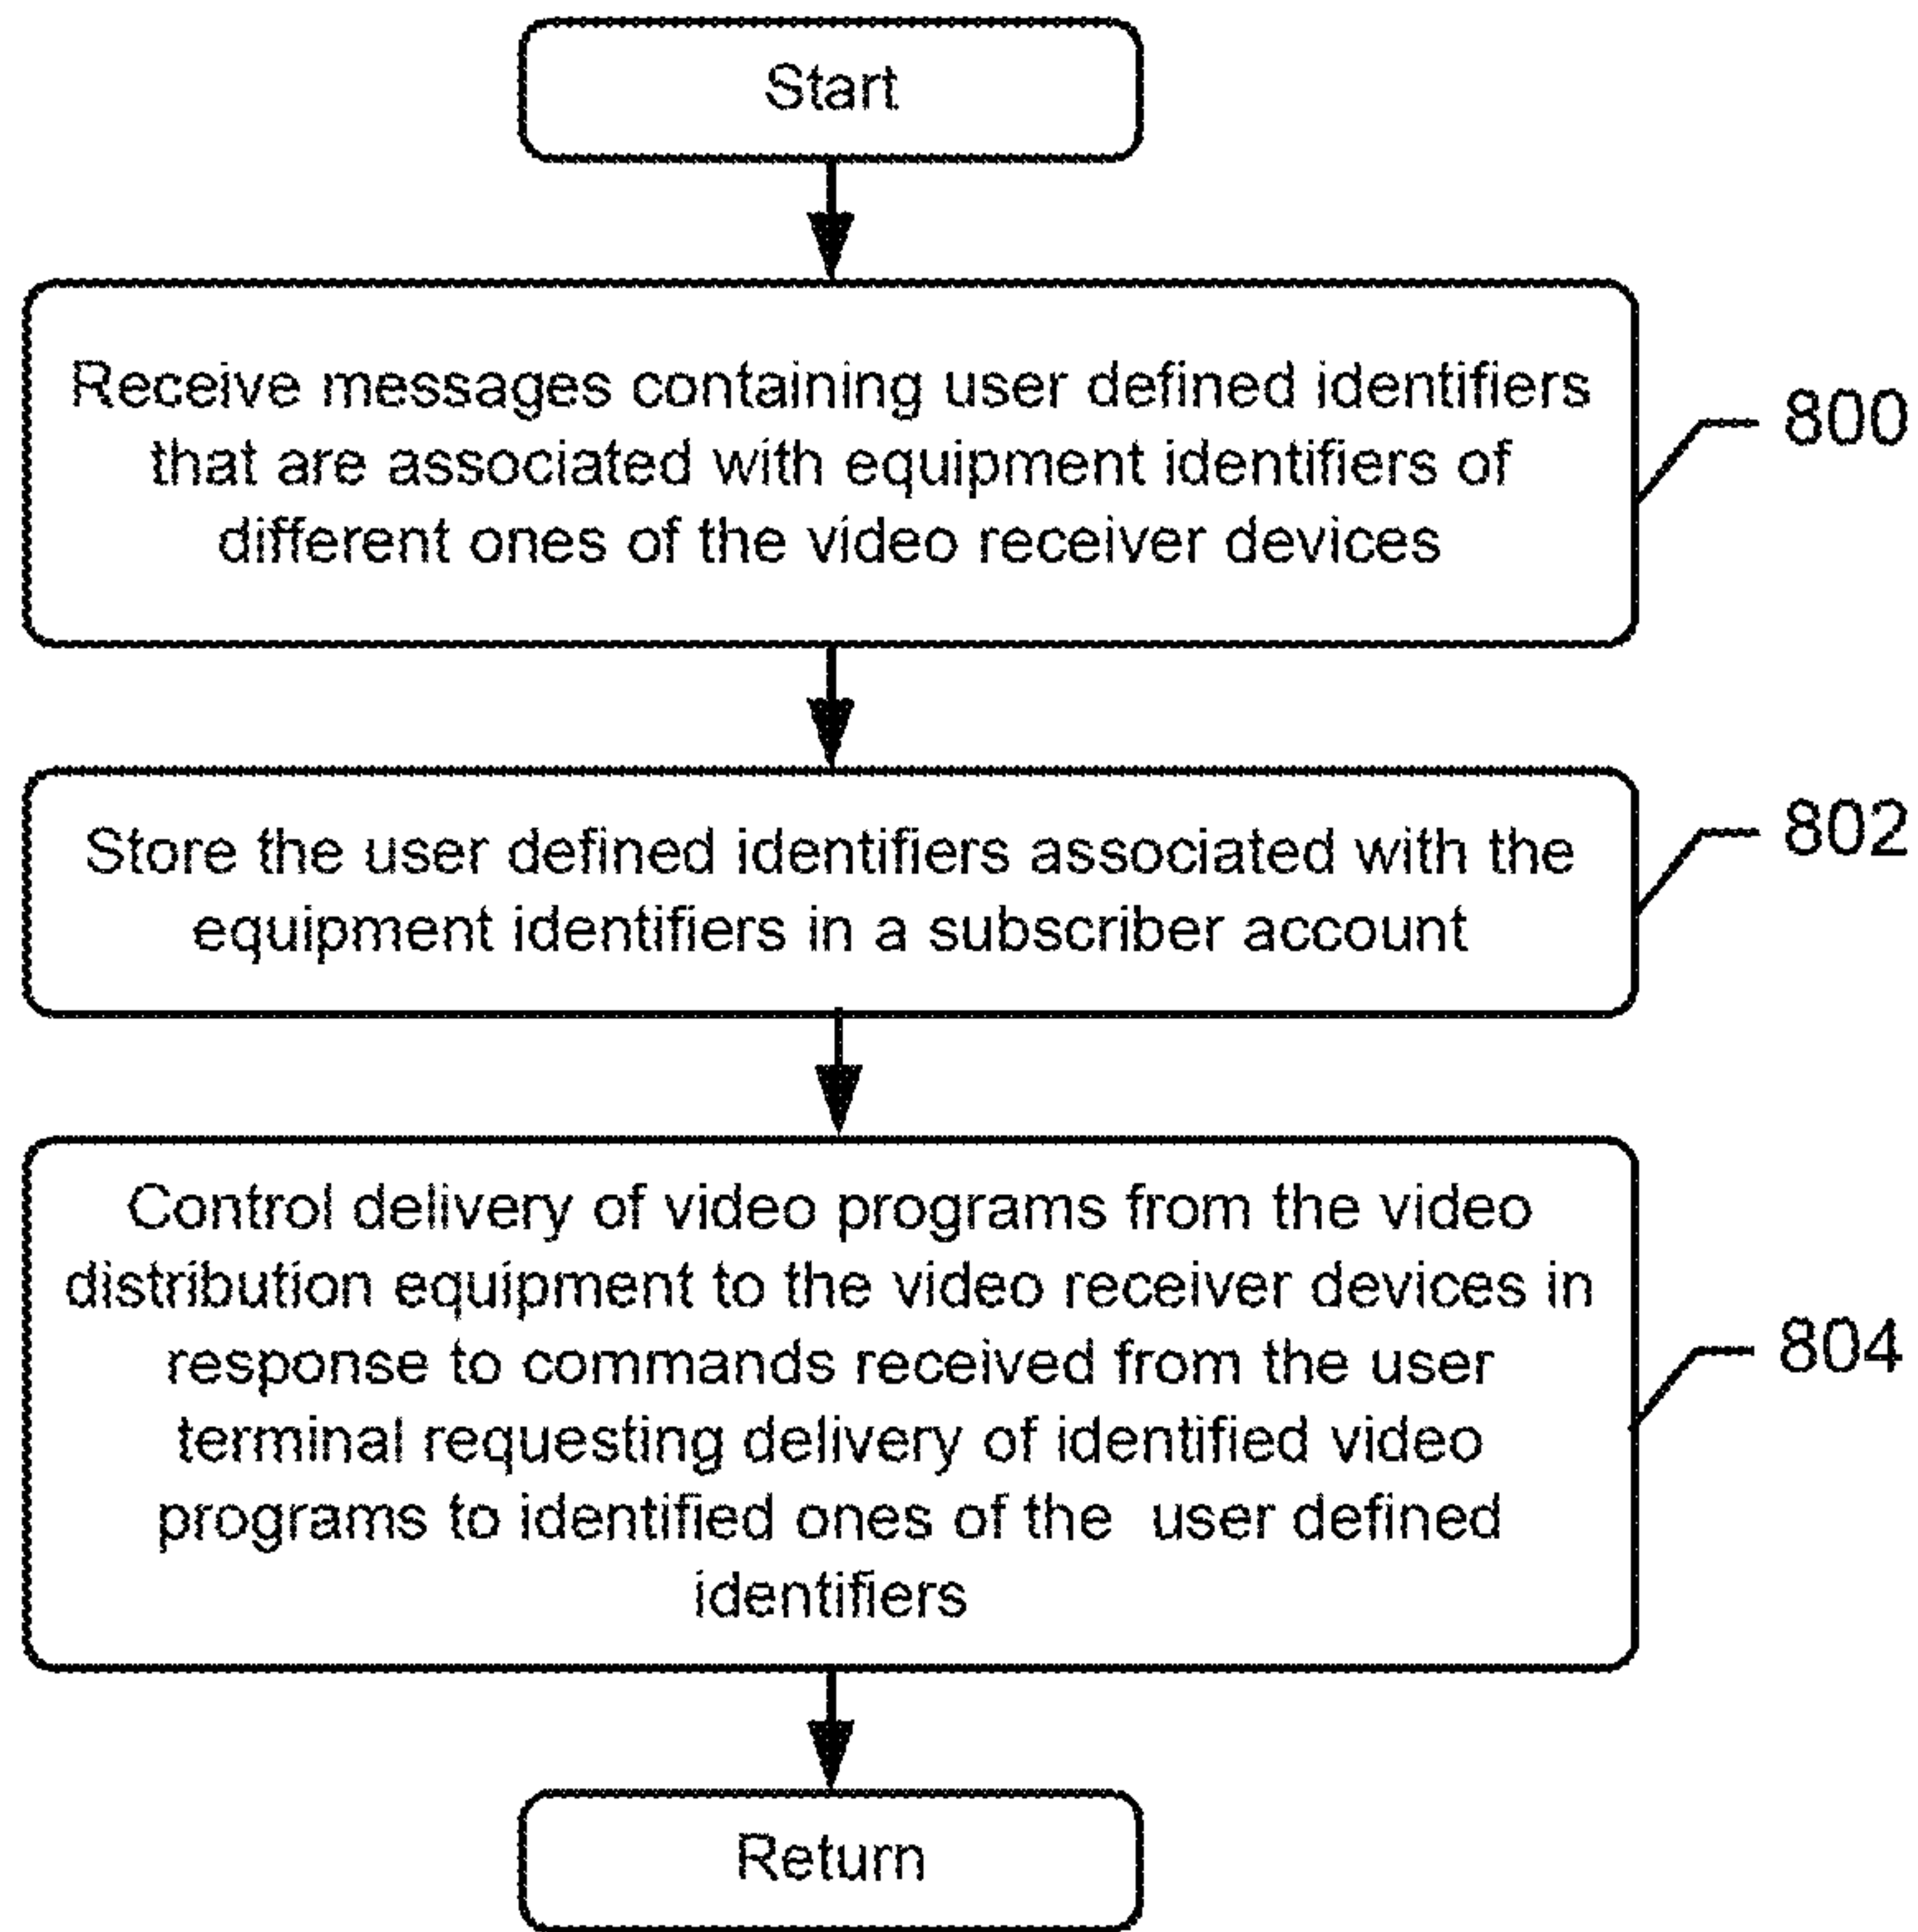 Start
Receive messages containing user defined identifiers
that are associated with equipment identifiers of
different ones of the video receiver devices
800
Store the user defined identifiers associated with the
equipment identifiers in a subscriber account
802
Control delivery of video programs from the video
distribution equipment to the video receiver devices in
response to commands received from the user
terminal requesting delivery of identified video
programs to identified ones of the user defined
identifiers
804
Return